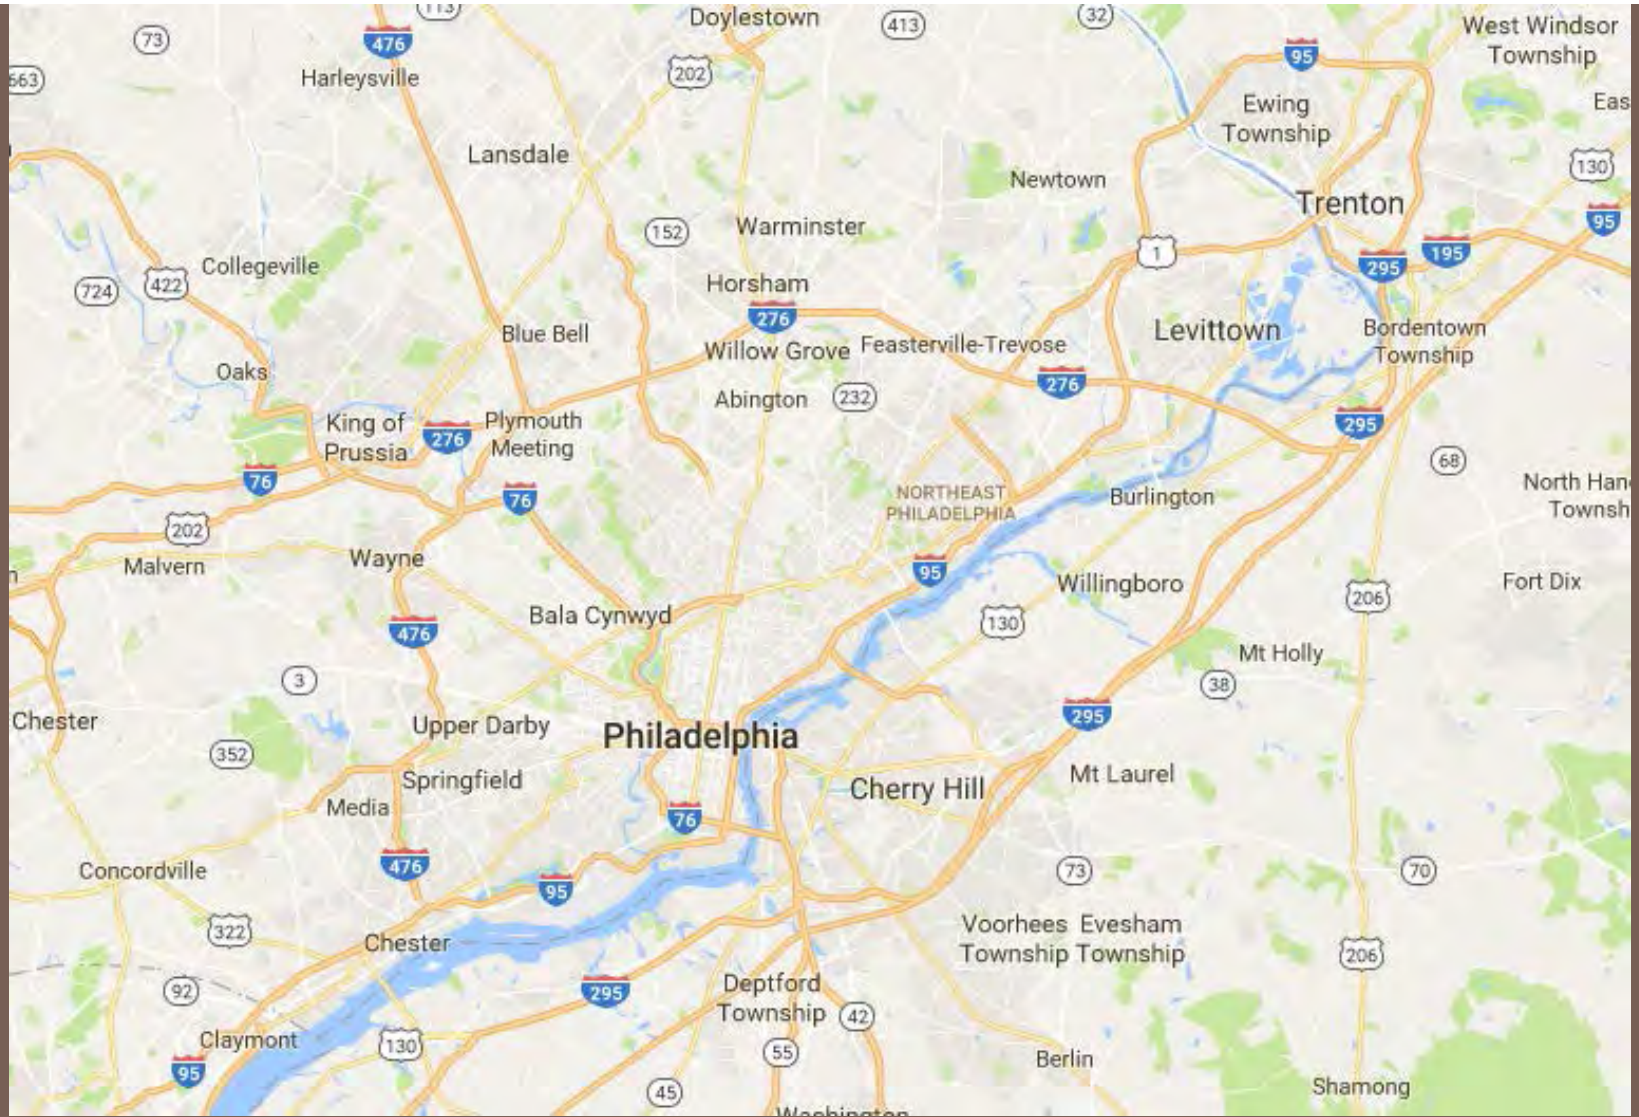 113
Doylestown
413
32
West Windsor
Township
73
476
95
663
Harleysville
202
Ewing
Township
Eas
Lansdale
Newtown
130
Trenton
95
152
Warminster
1
195
295
Collegeville
724
422
Horsham
276
Blue Bell
Willow Grove
Feasterville-Trevose
Levittown
Bordentown
Township
Oaks
276
Abington
232
King of
Prussia
276
Plymouth
Meeting
295
68
76
76
NORTHEAST
PHILADELPHIA
Burlington
North Han
Townsh
202
Malvern
Wayne
95
Willingboro
206
Fort Dix
n
Bala Cynwyd
476
130
Mt Holly
3
38
Chester
Upper Darby
Philadelphia
295
352
Springfield
Media
Cherry Hill
Mt Laurel
76
Concordville
476
95
73
70
322
Chester
Voorhees
Township
Evesham
Township
206
92
295
Deptford
Township
42
Claymont
130
55
Berlin
95
45
Shamong
Washington